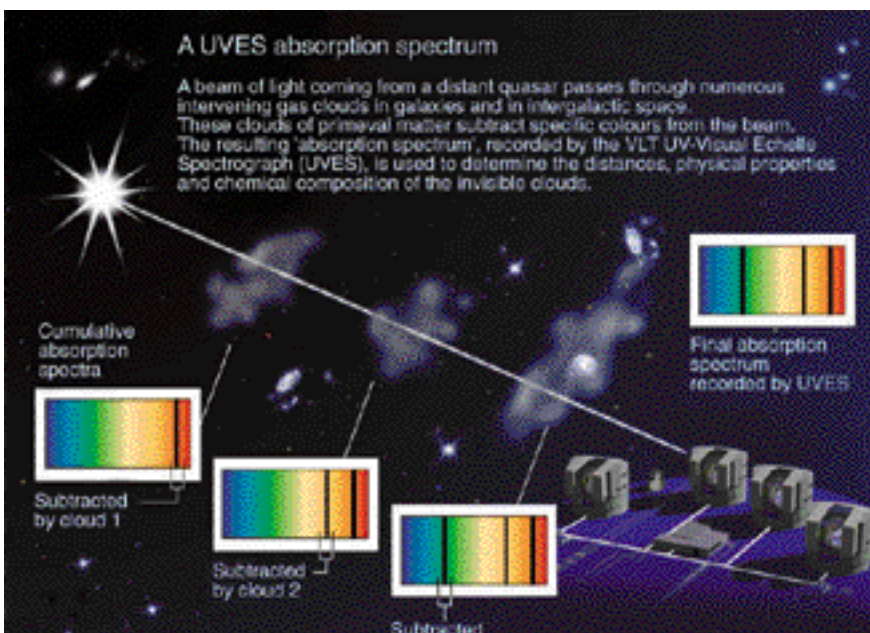 A UVES absorption spectrum
A beam of light coming from a distant quasar passes through numerous
intervening gas clouds in galaxies and in intergalactic space.
These clouds of primeval matter subtract specific colours from the beam.
The resulting 'absorption spectrum', recorded by the VLT UV-Visual Echelle
Spectrograph (UVES), is used to determine the distances, physical properties
and chemical composition of the invisible clouds.
Cumulative
absorption
spectra
Subtracted
by cloud 1
Subtracted
by cloud 2
Subtracted
Final absorption
spectrum
recorded by UVES